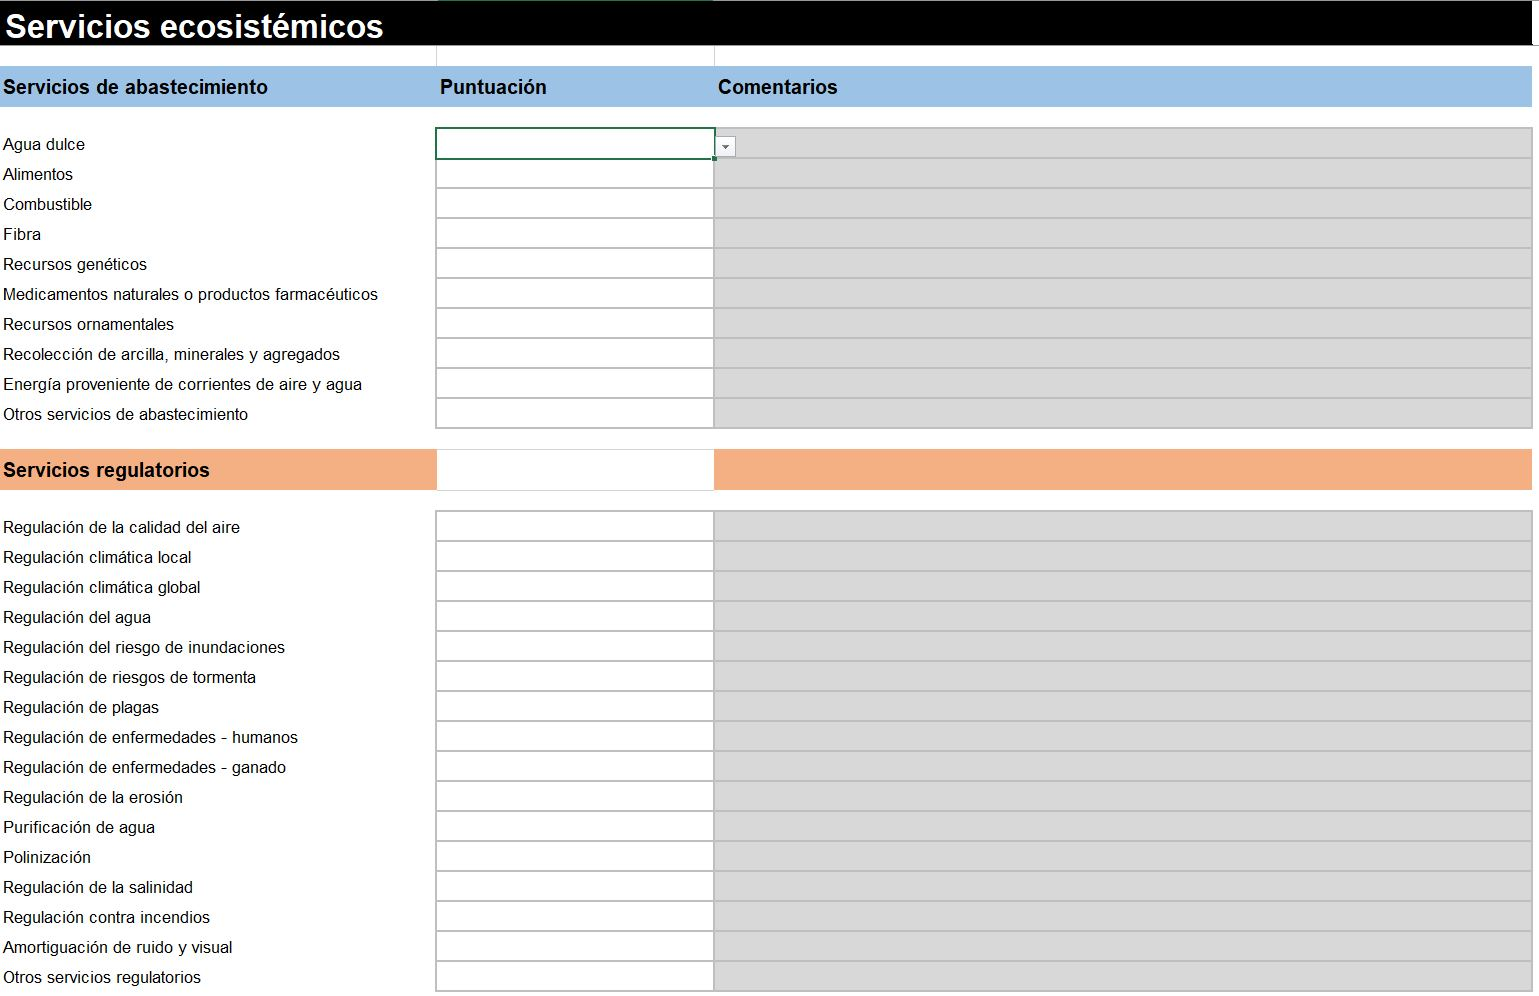 Servicios ecosistémicos
Servicios de abastecimiento Puntuación Comentarios
Agua dulce
Alimentos
Combustible
Fibra
Recursos genéticos
Medicamentos naturales o productos farmacéuticos
Recursos ornamentales
Recolección de arcilla, minerales y agregados
Energía proveniente de corrientes de aire y agua
Otros servicios de abastecimiento
Servicios regulatorios
Regulación de la calidad del aire
Regulación climática local
Regulación climática global
Regulación del agua
Regulación del riesgo de inundaciones
Regulación de riesgos de tormenta
Regulación de plagas
Regulación de enfermedades - humanos
Regulación de enfermedades - ganado
Regulación de la erosión
Purificación de agua
Polinización
Regulación de la salinidad
Regulación contra incendios
Amortiguación de ruido y visual
Otros servicios regulatorios